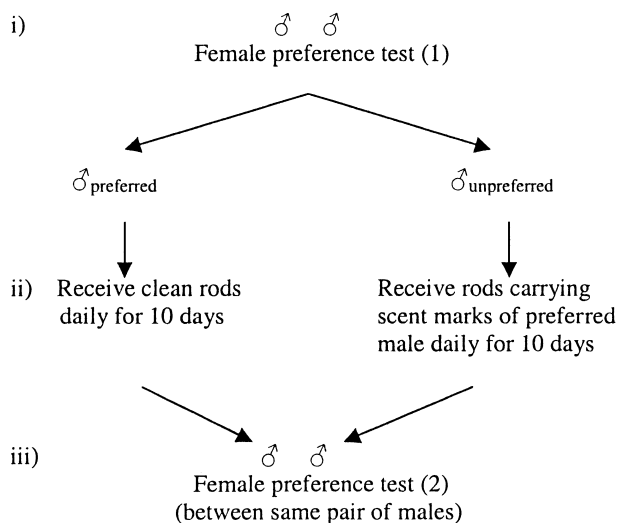 i)
♂ ♂
Female preference test (1)
♂preferred
♂unpreferred
ii)
Receive clean rods
daily for 10 days
Receive rods carrying
scent marks of preferred
male daily for 10 days
iii)
♂ ♂
Female preference test (2)
(between same pair of males)